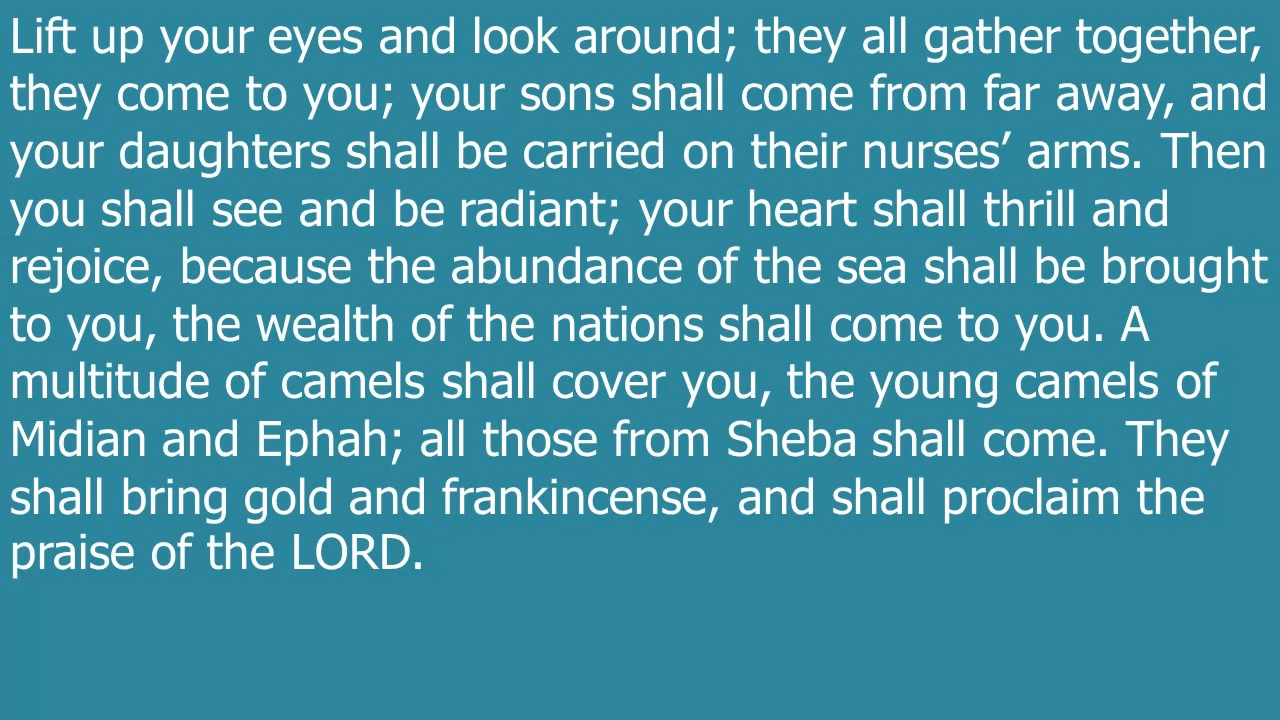 Lift up your eyes and look around; they all gather together,
they come to you; your sons shall come from far away, and
your daughters shall be carried on their nurses’ arms. Then
you shall see and be radiant; your heart shall thrill and
rejoice, because the abundance of the sea shall be brought
to you, the wealth of the nations shall come to you. A
multitude of camels shall cover you, the young camels of
Midian and Ephah; all those from Sheba shall come. They
shall bring gold and frankincense, and shall proclaim the
praise of the LORD.